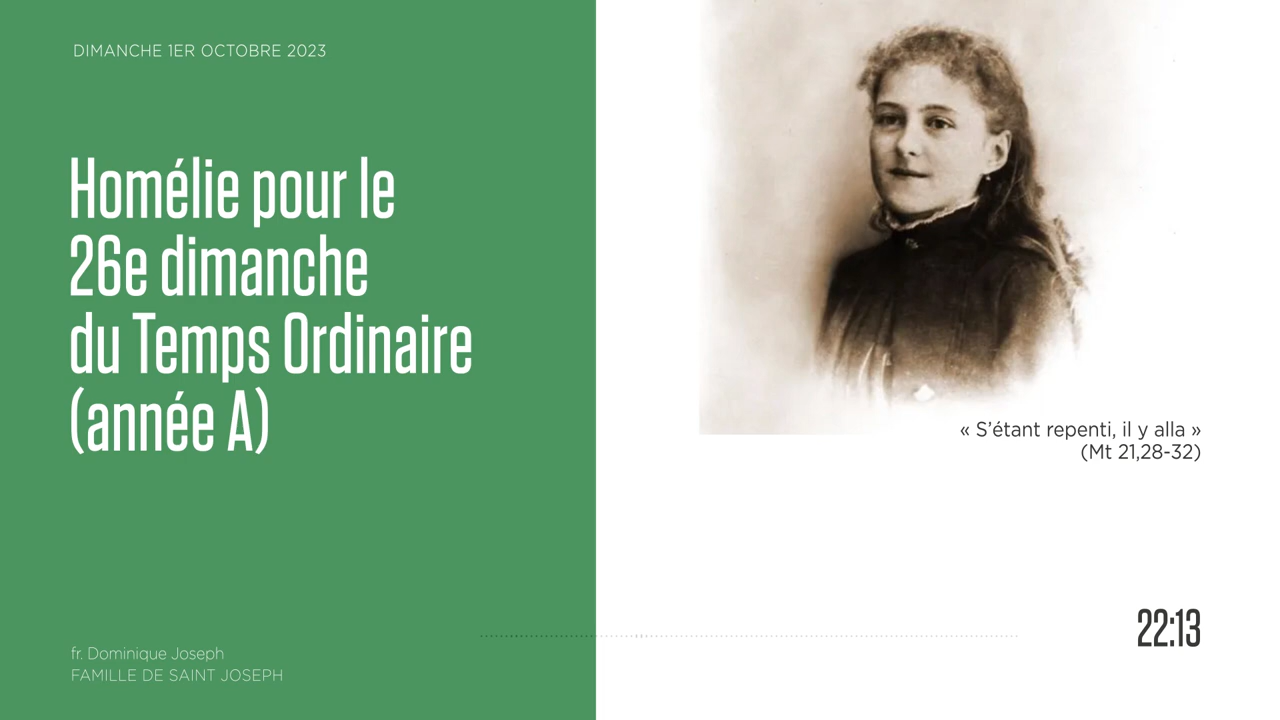 DIMANCHE 1ER OCTOBRE 2023
Homélie pour le
26e dimanche
du Temps Ordinaire
(année A)
« S'étant repenti, il y alla »
(Mt 21,28-32)
22:13
fr. Dominique Joseph
FAMILLE DE SAINT JOSEPH